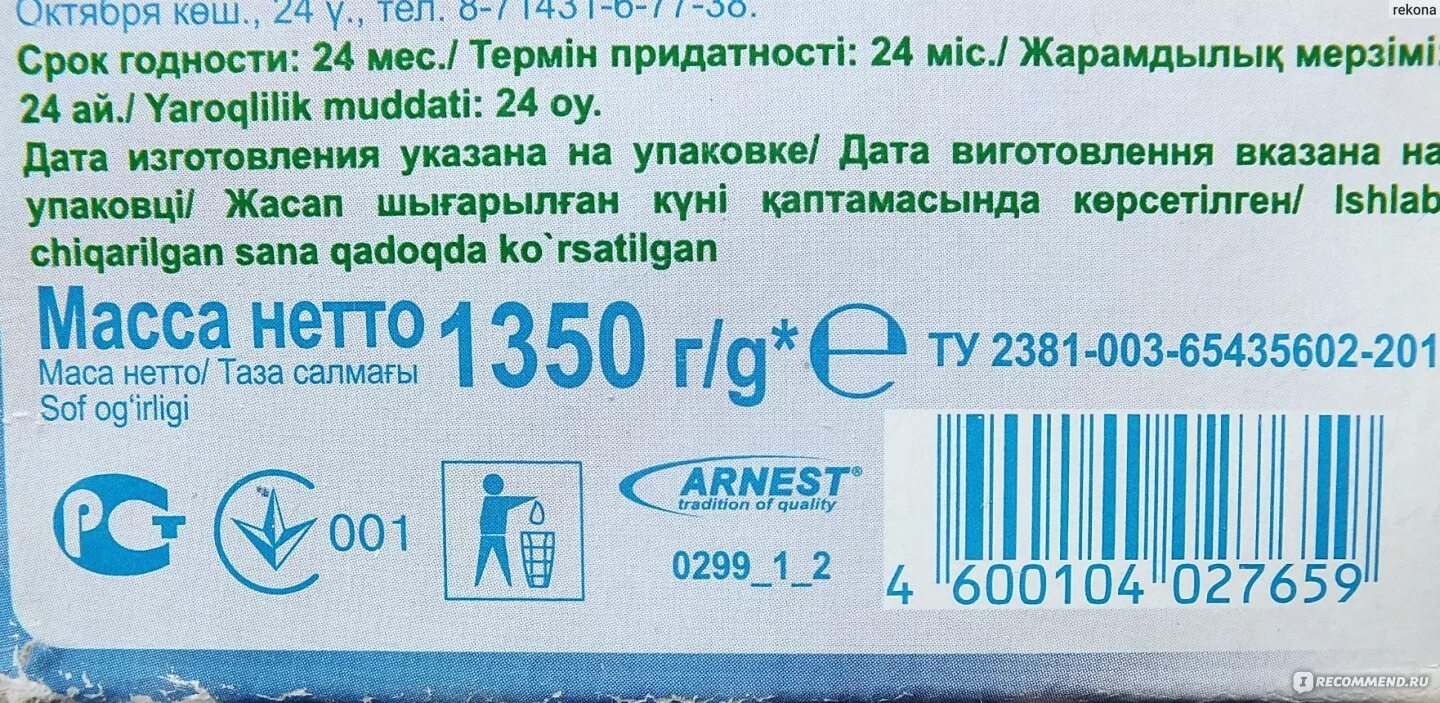 rekona
Октября көш., 24 ү., тел. 8-71431-6-77-38.
Срок годности: 24 мес./ Термін придатності: 24 міс./ Жарамдылық мерзімі:
24 ай./ Yaroqlilik muddati: 24 oy.
Дата изготовления указана на упаковке/ Дата виготовлення вказана на
упаковці/ Жасап шығарылған күні қаптамасында көрсетілген/ Ishlab
chiqarilgan sana qadoqda ko`rsatilgan
Масса нетто 1350 г/g* ℮ ТУ 2381-003-65435602-201
Маса нетто/ Таза салмағы
Sof og‘irligi
РСТ
001
ARNEST®
tradition of quality
0299_1_2
4 600104 027659
IRECOMMEND.RU